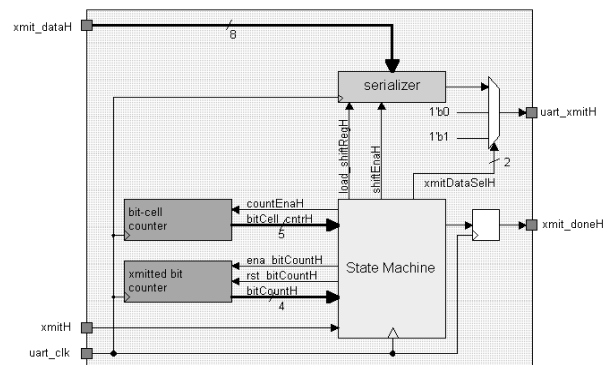 xmit_dataH
8
serializer
1'b0
uart_xmitH
1'b1
load_shiftRegH
shiftEnaH
2
xmitDataSelH
bit-cell
counter
countEnaH
bitCell_cntrH
5
xmit_doneH
State Machine
xmitted bit
counter
ena_bitCountH
rst_bitCountH
bitCountH
4
xmitH
uart_clk